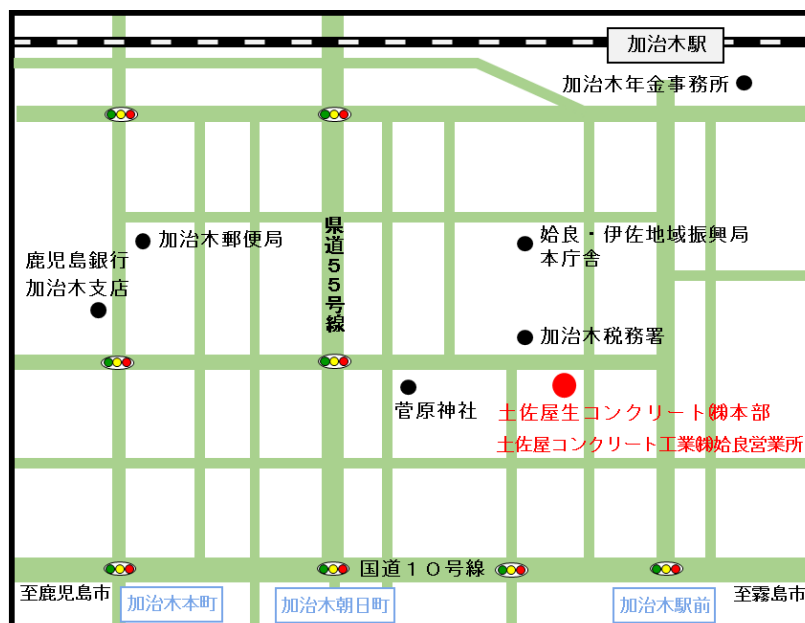 加治木駅
加治木年金事務所
加治木郵便局
姶良・伊佐地域振興局
本庁舎
鹿児島銀行
加治木支店
県道55号線
加治木税務署
菅原神社
土佐屋生コンクリート㈱本部
土佐屋コンクリート工業㈱姶良営業所
国道10号線
至鹿児島市
至霧島市
加治木本町
加治木朝日町
加治木駅前